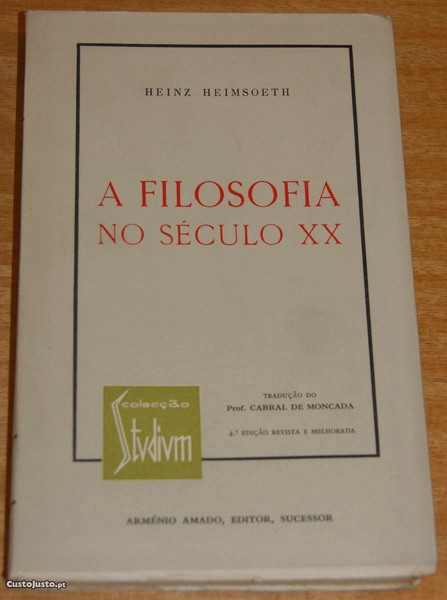 HEINZ HEIMSOETH
A FILOSOFIA
NO SÉCULO XX
colecção
Stvdivm
TRADUÇÃO DO
Prof. CABRAL DE MONCADA
4.ª EDIÇÃO REVISTA E MELHORADA
ARMÉNIO AMADO, EDITOR, SUCESSOR
CustoJusto.pt